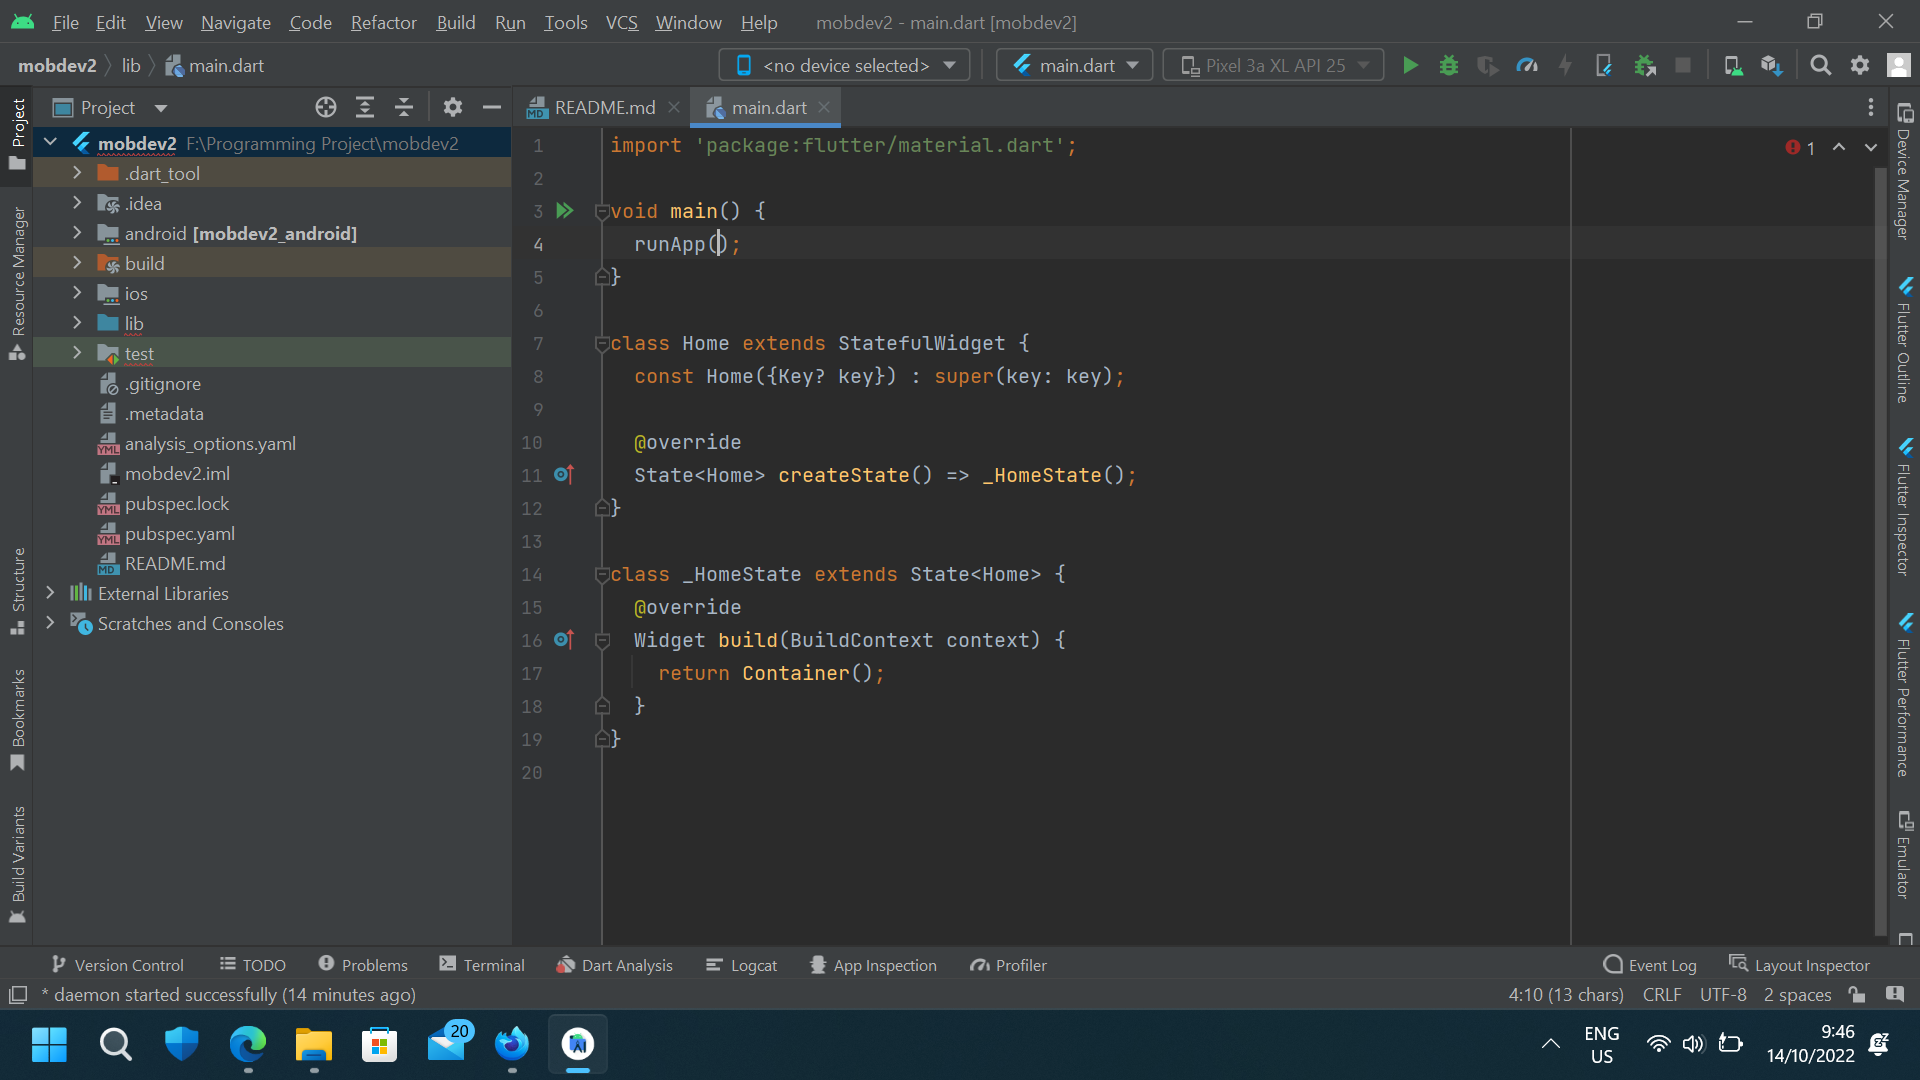 File Edit View Navigate Code Refactor Build Run Tools VCS Window Help mobdev2 - main.dart [mobdev2]
mobdev2 lib main.dart <no device selected> main.dart Pixel 3a XL API 25
Project
README.md main.dart
mobdev2 F:\Programming Project\mobdev2
.dart_tool
.idea
android [mobdev2_android]
build
ios
lib
test
.gitignore
.metadata
analysis_options.yaml
mobdev2.iml
pubspec.lock
pubspec.yaml
README.md
External Libraries
Scratches and Consoles
Project
Resource Manager
Structure
Bookmarks
Build Variants
1 import 'package:flutter/material.dart';
2
3 void main() {
4 runApp();
5 }
6
7 class Home extends StatefulWidget {
8 const Home({Key? key}) : super(key: key);
9
10 @override
11 State<Home> createState() => _HomeState();
12 }
13
14 class _HomeState extends State<Home> {
15 @override
16 Widget build(BuildContext context) {
17 return Container();
18 }
19 }
20
1
Device Manager
Flutter Outline
Flutter Inspector
Flutter Performance
Emulator
Version Control TODO Problems Terminal Dart Analysis Logcat App Inspection Profiler Event Log Layout Inspector
* daemon started successfully (14 minutes ago) 4:10 (13 chars) CRLF UTF-8 2 spaces
20
ENG
US
9:46
14/10/2022